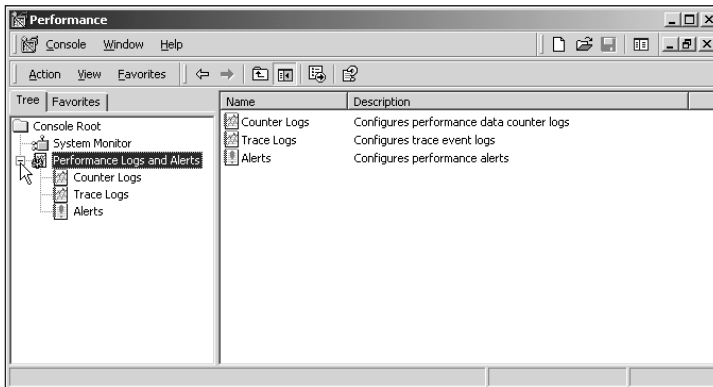 Performance
Console Window Help
Action View Favorites
Tree Favorites
Name Description
Console Root
System Monitor
Performance Logs and Alerts
Counter Logs
Trace Logs
Alerts
Counter Logs Configures performance data counter logs
Trace Logs Configures trace event logs
Alerts Configures performance alerts